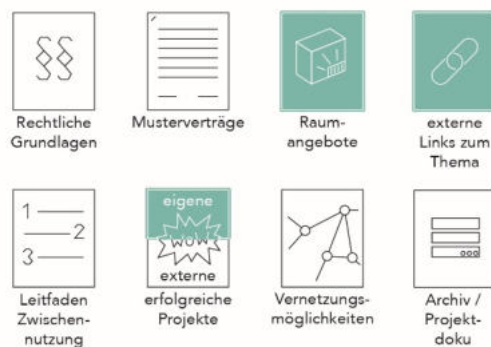 §§
Rechtliche
Grundlagen
Musterverträge
Raum-
angebote
externe
Links zum
Thema
1
2
3
Leitfaden
Zwischen-
nutzung
eigene
WOW
externe
erfolgreiche
Projekte
Vernetzungs-
möglichkeiten
Archiv /
Projekt-
doku